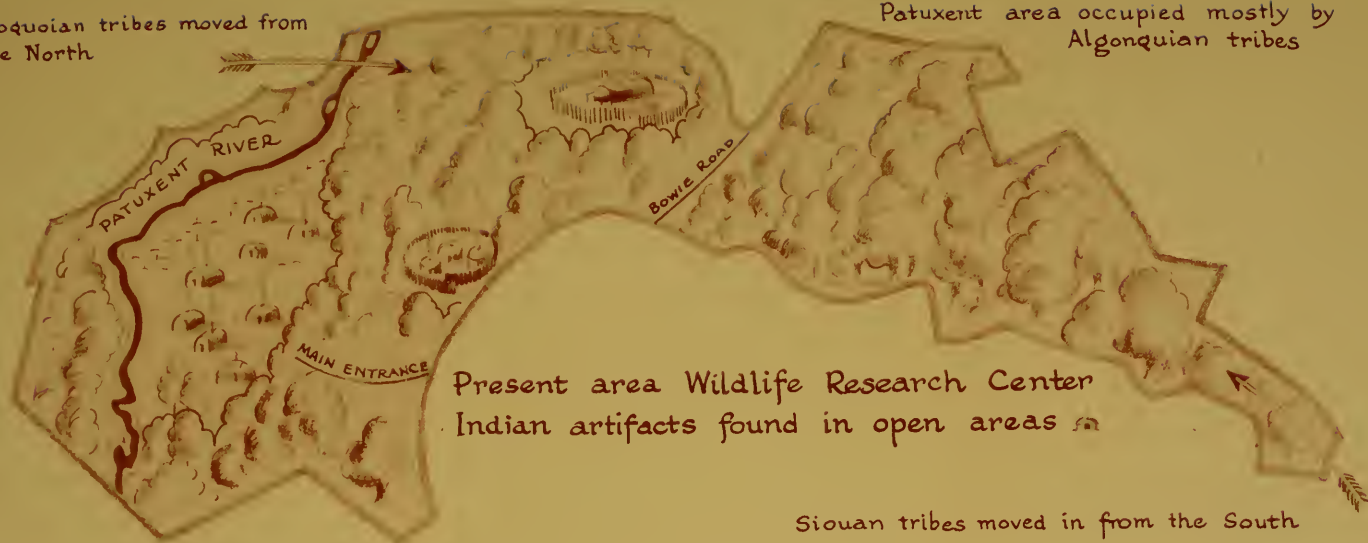 oquoian tribes moved from
e North
Patuxent area occupied mostly by
Algonquian tribes
PATUXENT RIVER
BOWIE ROAD
MAIN ENTRANCE
Present area Wildlife Research Center
Indian artifacts found in open areas
Siouan tribes moved in from the South